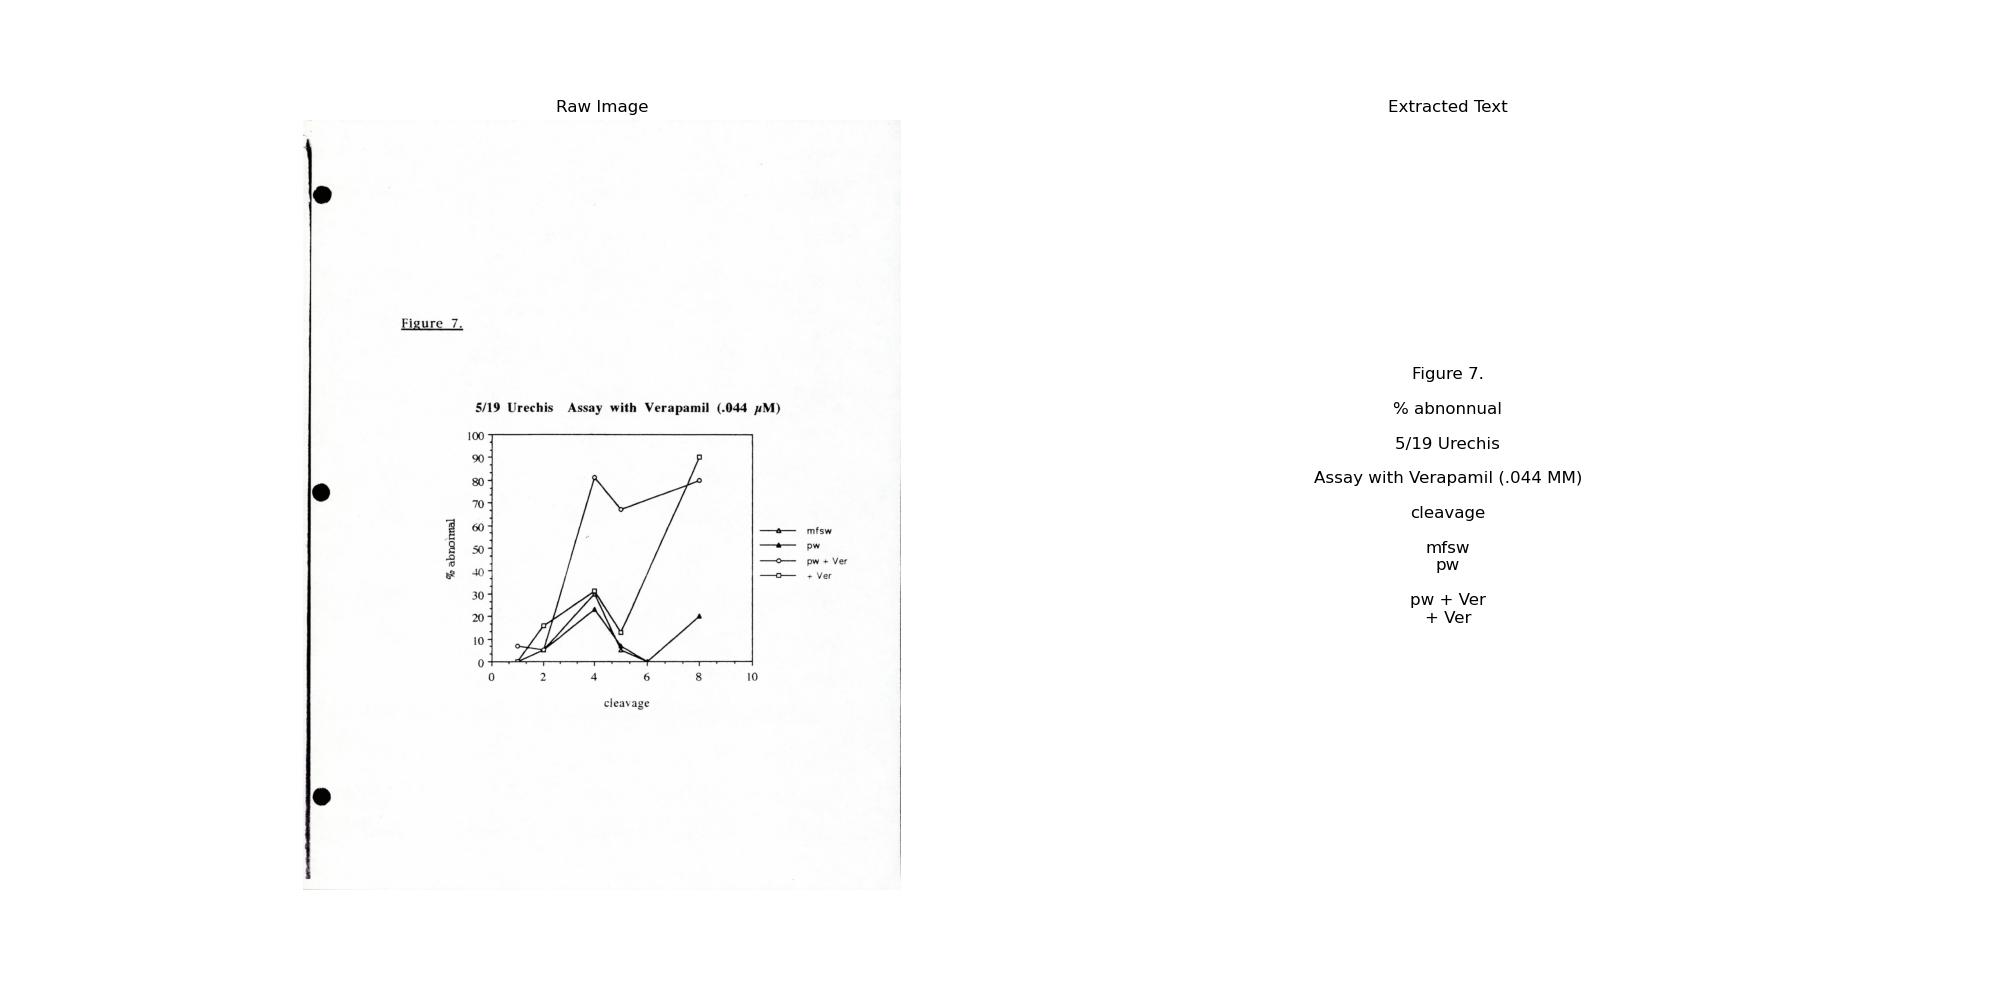 Raw Image
Extracted Text
Figure 7.
5/19 Urechis Assay with Verapamil (.044 µM)
100
90
80
70
60
50
40
30
20
10
0
% abnormal
0 2 4 6 8 10
cleavage
mfsw
pw
pw + Ver
+ Ver
Figure 7.
% abnonnual
5/19 Urechis
Assay with Verapamil (.044 MM)
cleavage
mfsw
pw
pw + Ver
+ Ver